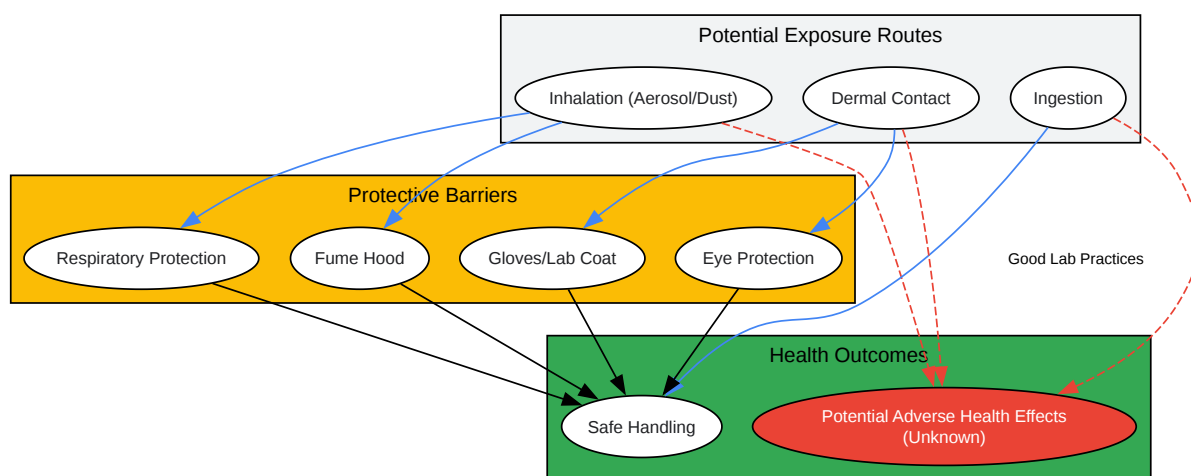 Potential Exposure Routes
Inhalation (Aerosol/Dust)
Dermal Contact
Ingestion
Protective Barriers
Respiratory Protection
Fume Hood
Gloves/Lab Coat
Eye Protection
Good Lab Practices
Health Outcomes
Safe Handling
Potential Adverse Health Effects
(Unknown)